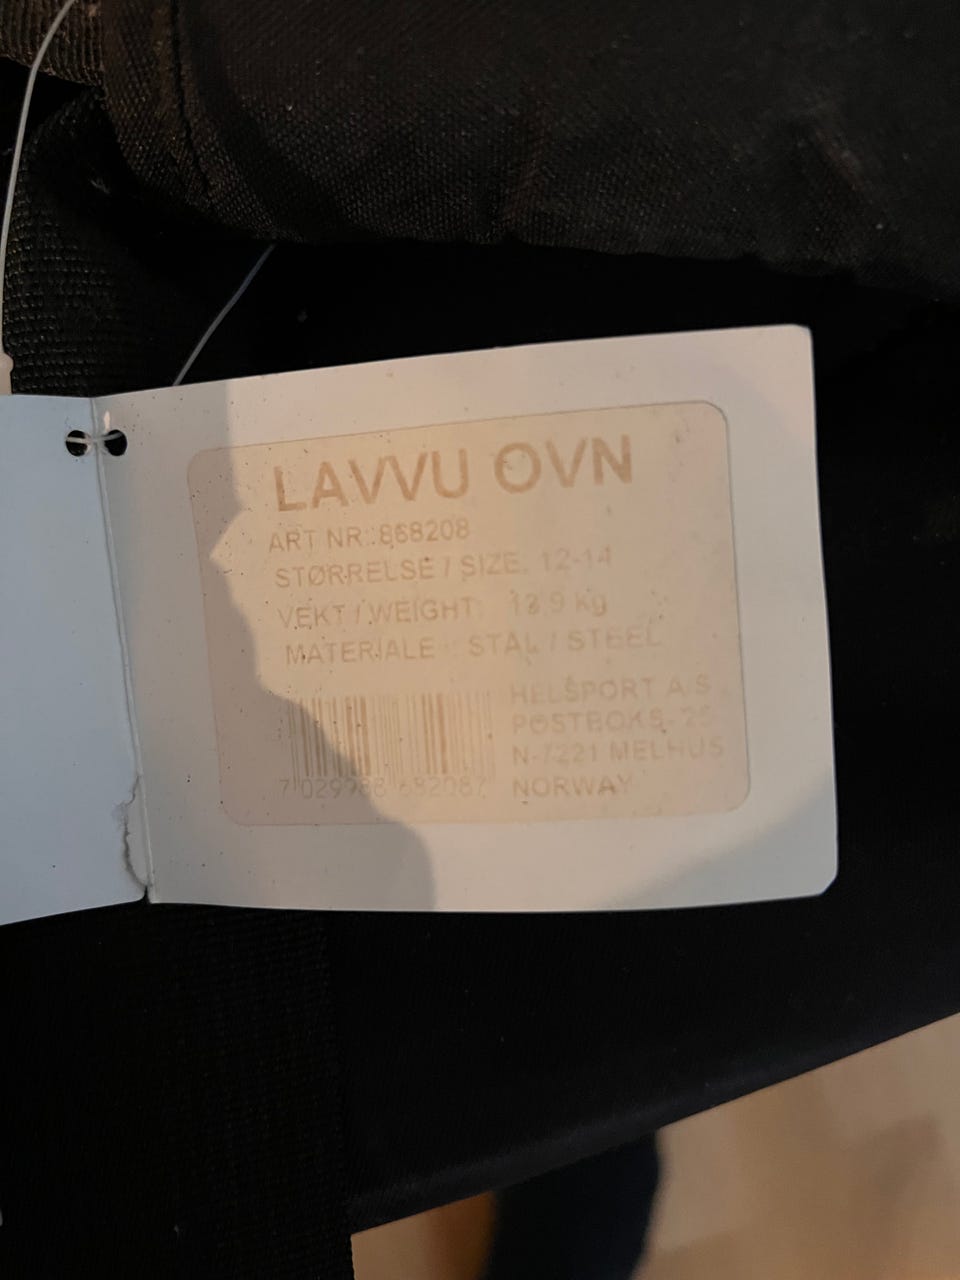 LAVVU OVN
ART NR.:868208
STØRRELSE / SIZE: 12-14
VEKT / WEIGHT:
MATERIALE : STÅL / STEEL
HELSPORT A/S
POSTBOKS 25
N-7221 MELHUS
NORWAY